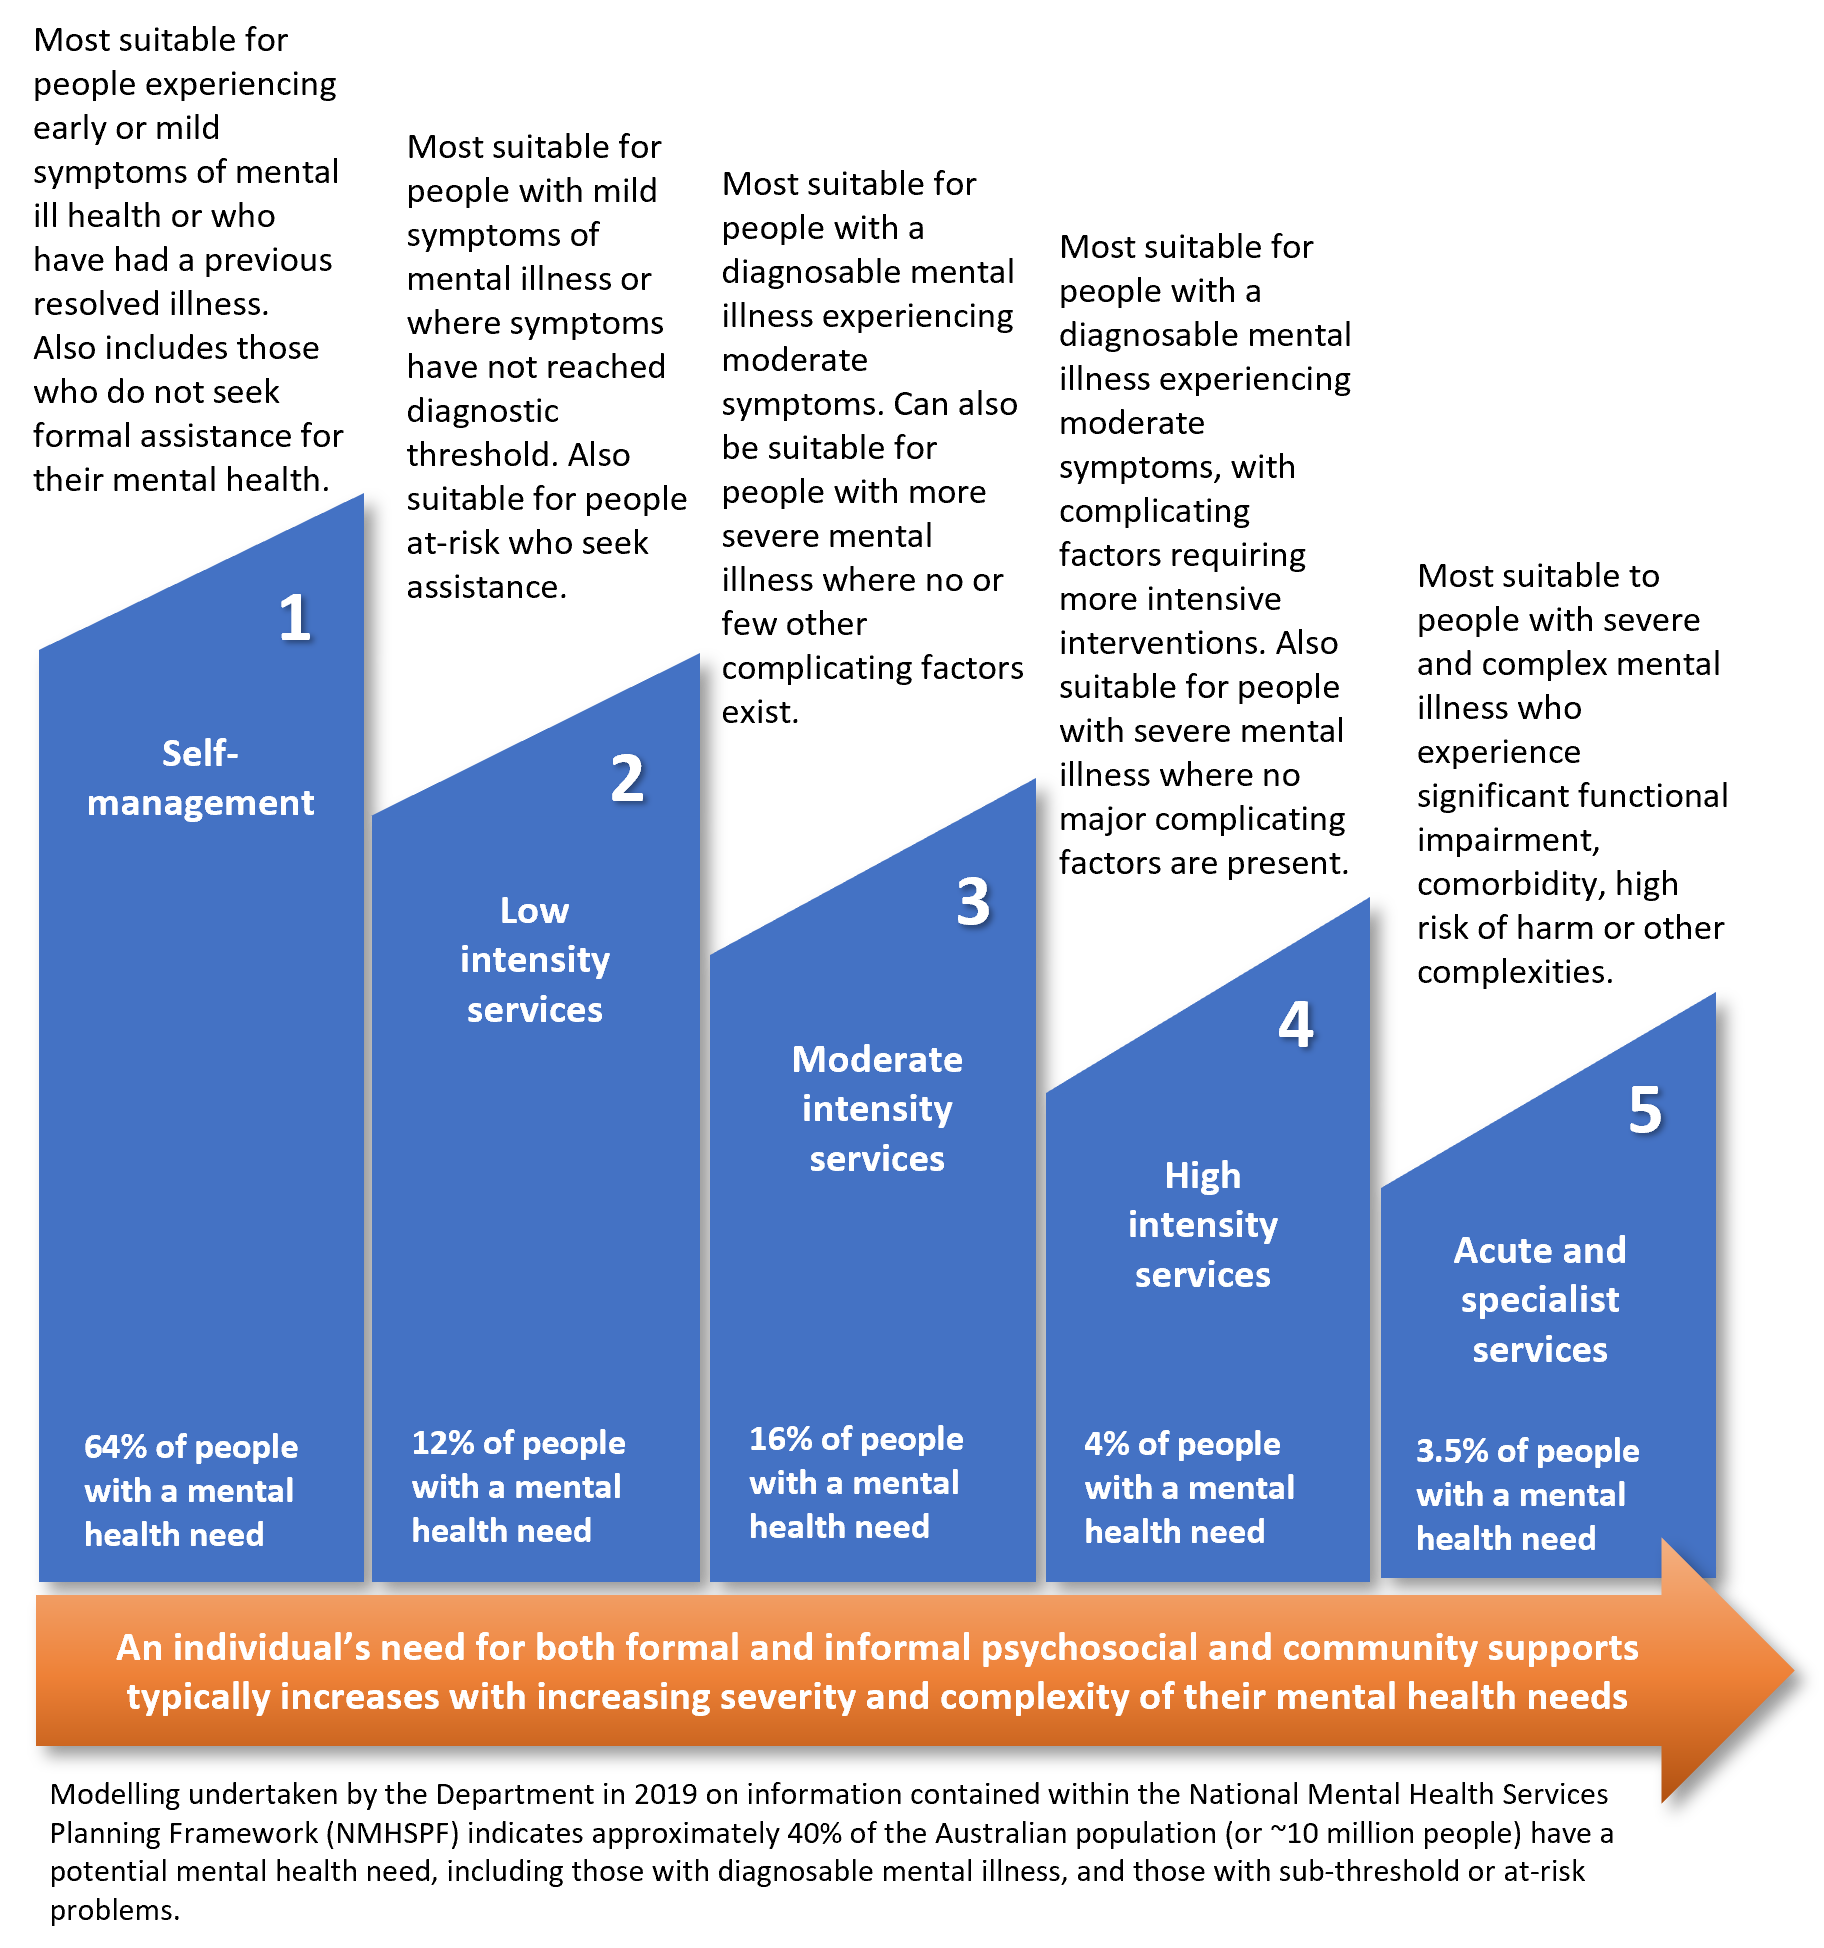 Most suitable for
people experiencing
early or mild
symptoms of mental
ill health or who
have had a previous
resolved illness.
Also includes those
who do not seek
formal assistance for
their mental health.
1
Self-
management
64% of people
with a mental
health need
Most suitable for
people with mild
symptoms of
mental illness or
where symptoms
have not reached
diagnostic
threshold. Also
suitable for people
at-risk who seek
assistance.
2
Low
intensity
services
12% of people
with a mental
health need
Most suitable for
people with a
diagnosable mental
illness experiencing
moderate
symptoms. Can also
be suitable for
people with more
severe mental
illness where no or
few other
complicating factors
exist.
3
Moderate
intensity
services
16% of people
with a mental
health need
Most suitable for
people with a
diagnosable mental
illness experiencing
moderate
symptoms, with
complicating
factors requiring
more intensive
interventions. Also
suitable for people
with severe mental
illness where no
major complicating
factors are present.
4
High
intensity
services
4% of people
with a mental
health need
Most suitable to
people with severe
and complex mental
illness who
experience
significant functional
impairment,
comorbidity, high
risk of harm or other
complexities.
5
Acute and
specialist
services
3.5% of people
with a mental
health need
An individual’s need for both formal and informal psychosocial and community supports
typically increases with increasing severity and complexity of their mental health needs
Modelling undertaken by the Department in 2019 on information contained within the National Mental Health Services
Planning Framework (NMHSPF) indicates approximately 40% of the Australian population (or ~10 million people) have a
potential mental health need, including those with diagnosable mental illness, and those with sub-threshold or at-risk
problems.